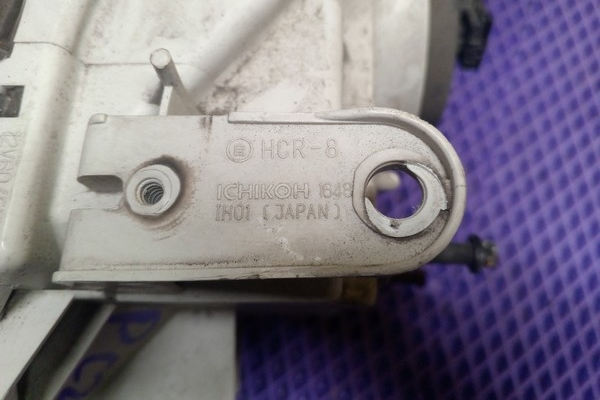 HCR-8
ICHIKOH 1649
IH01 (JAPAN)